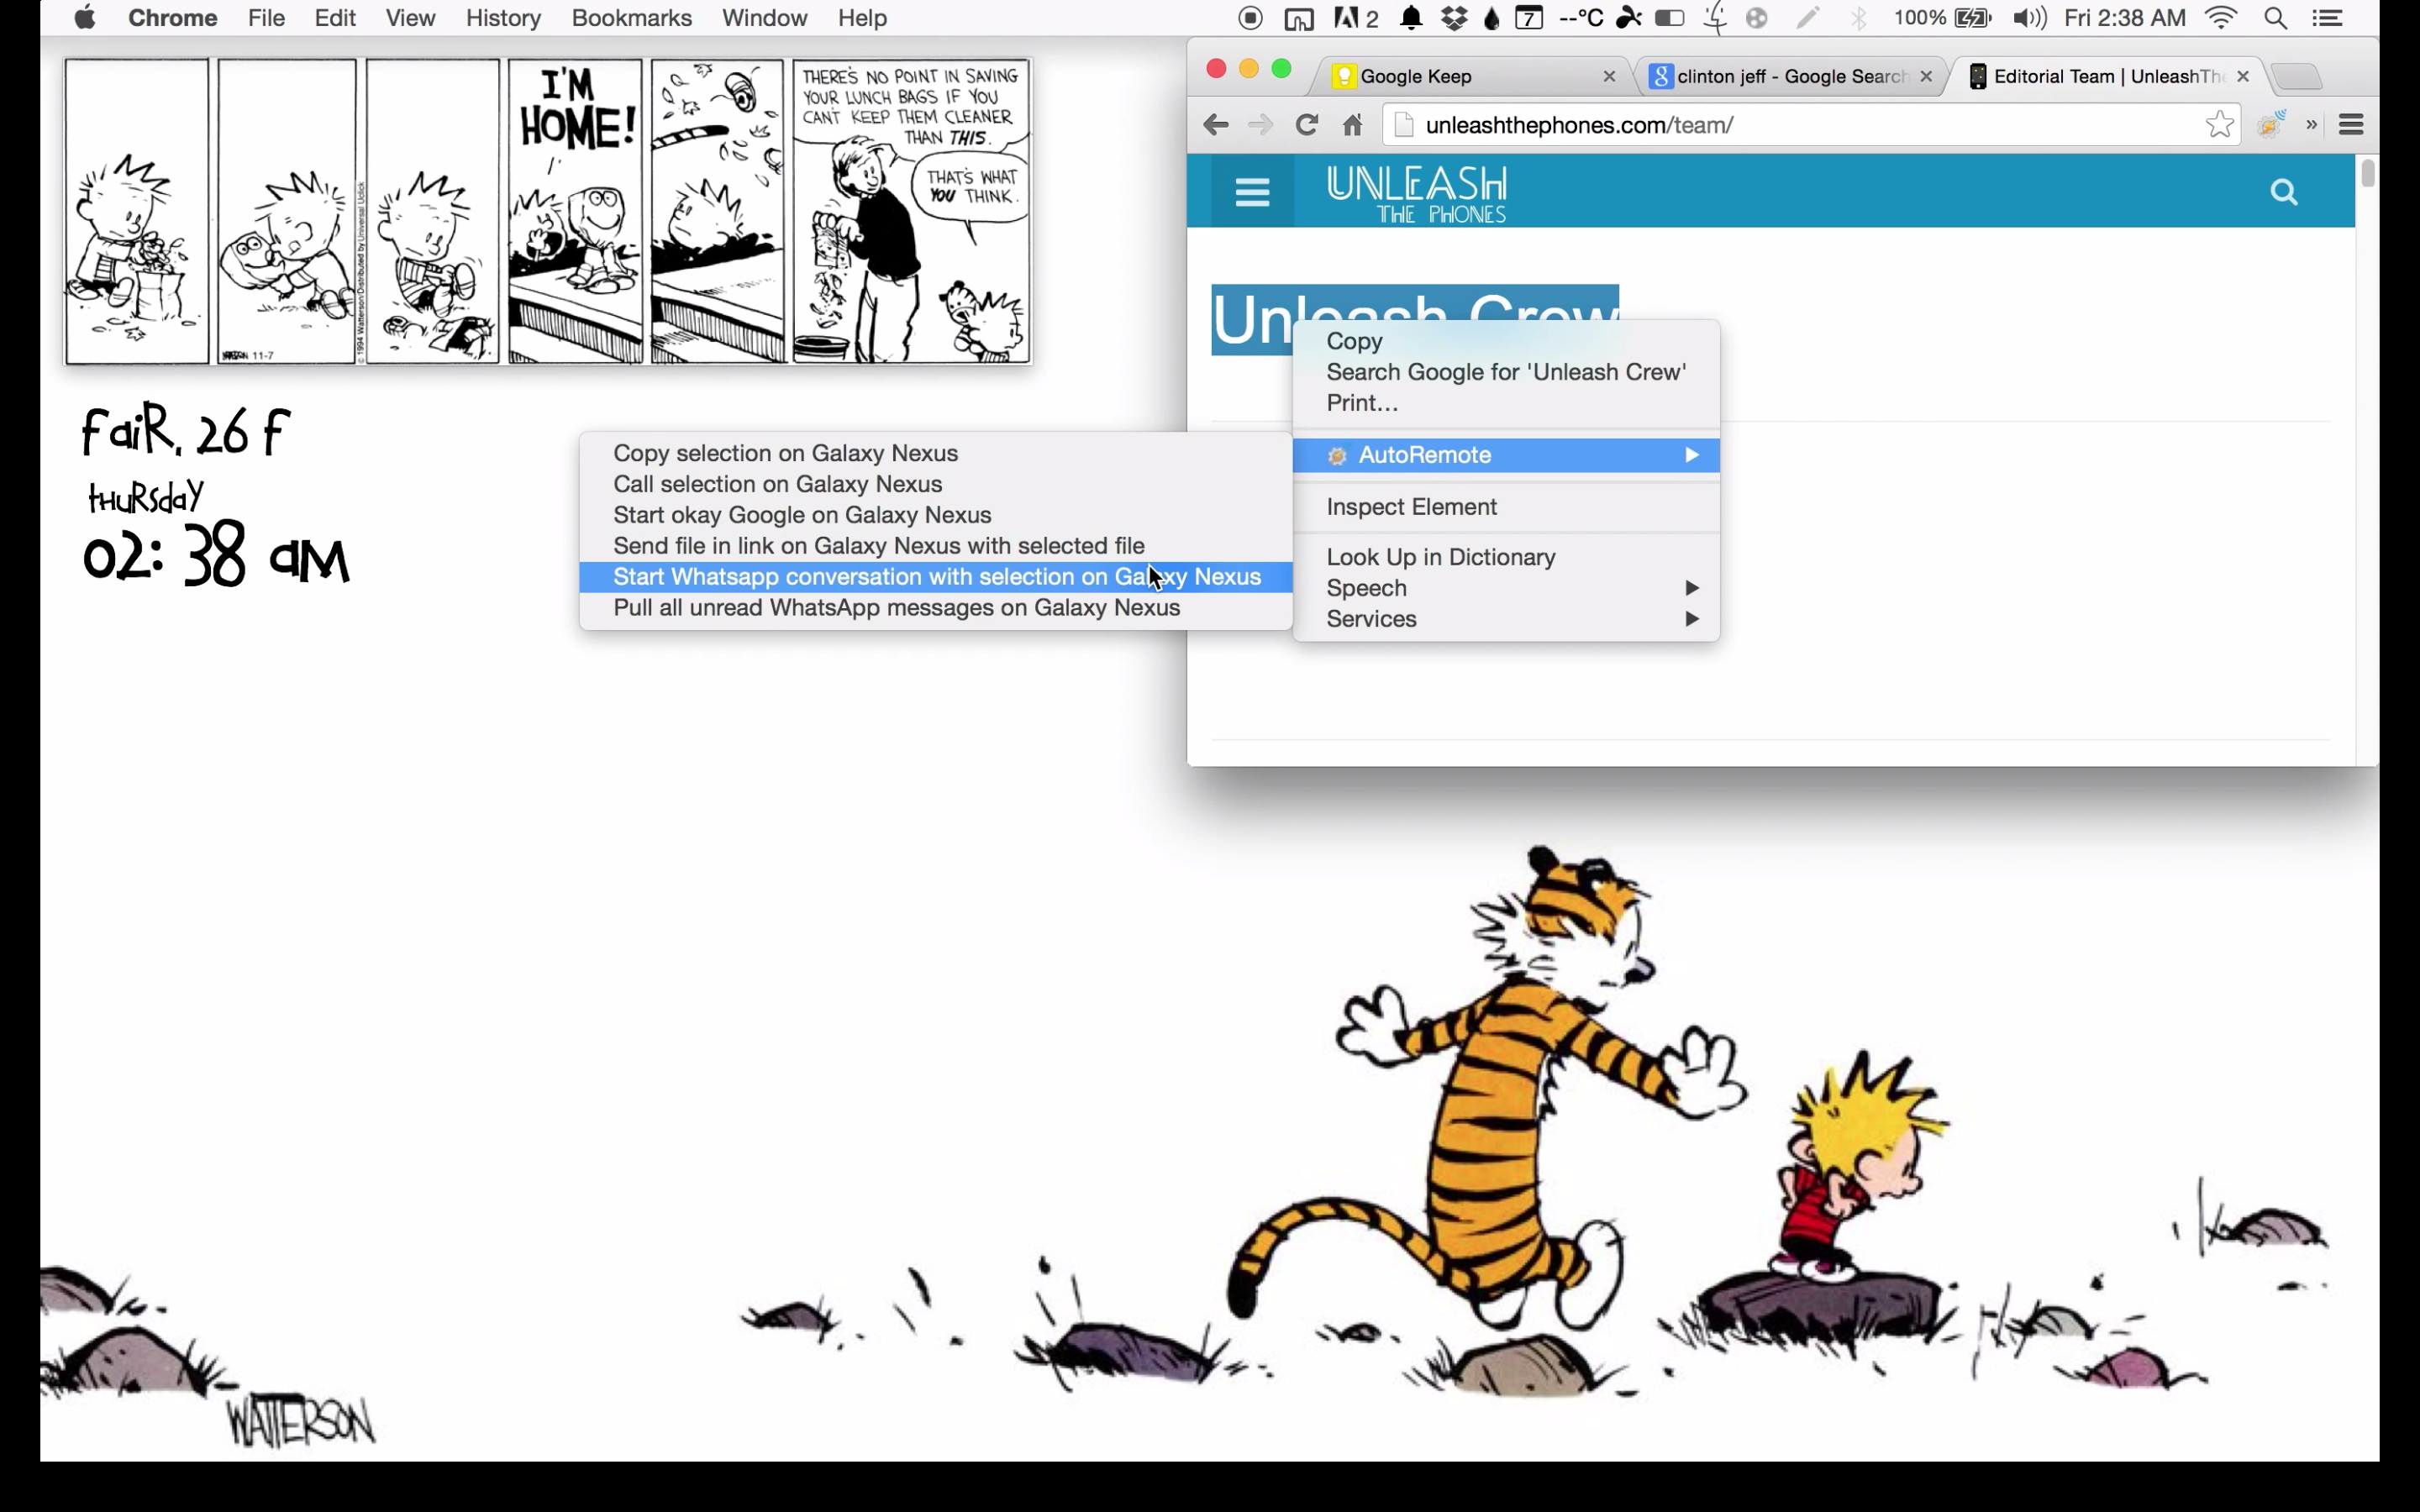 Chrome File Edit View History Bookmarks Window Help
2 7 --°C 100% Fri 2:38 AM
I'M
HOME!
THERE'S NO POINT IN SAVING
YOUR LUNCH BAGS IF YOU
CAN'T KEEP THEM CLEANER
THAN THIS.
THAT'S WHAT
YOU THINK.
© 1994 Watterson/Distributed by Universal Uclick
WATTERSON 11-7
FAIR, 26 F
THURSDAY
02: 38 AM
Google Keep
clinton jeff - Google Search
Editorial Team | UnleashThe
unleashthephones.com/team/
UNLEASH
THE PHONES
Unleash Crew
Copy
Search Google for 'Unleash Crew'
Print...
AutoRemote
Inspect Element
Look Up in Dictionary
Speech
Services
Copy selection on Galaxy Nexus
Call selection on Galaxy Nexus
Start okay Google on Galaxy Nexus
Send file in link on Galaxy Nexus with selected file
Start Whatsapp conversation with selection on Galaxy Nexus
Pull all unread WhatsApp messages on Galaxy Nexus
WATTERSON